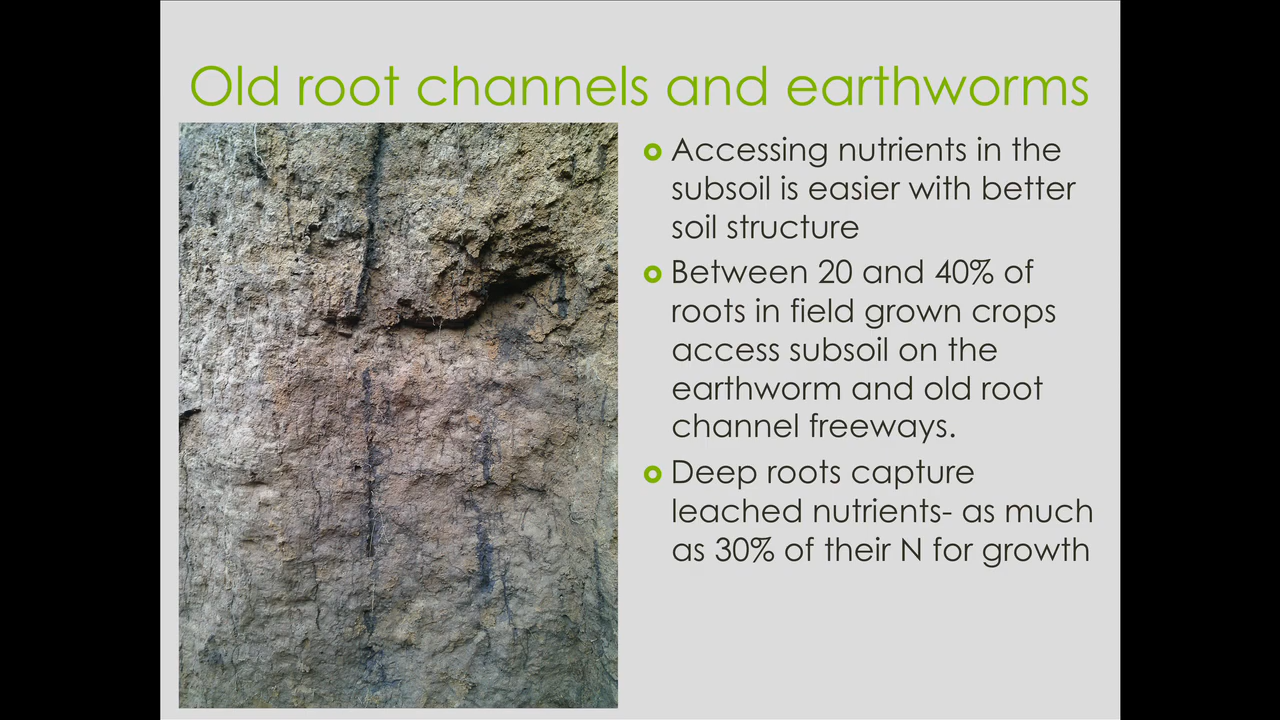 Old root channels and earthworms
Accessing nutrients in the
subsoil is easier with better
soil structure
Between 20 and 40% of
roots in field grown crops
access subsoil on the
earthworm and old root
channel freeways.
Deep roots capture
leached nutrients- as much
as 30% of their N for growth